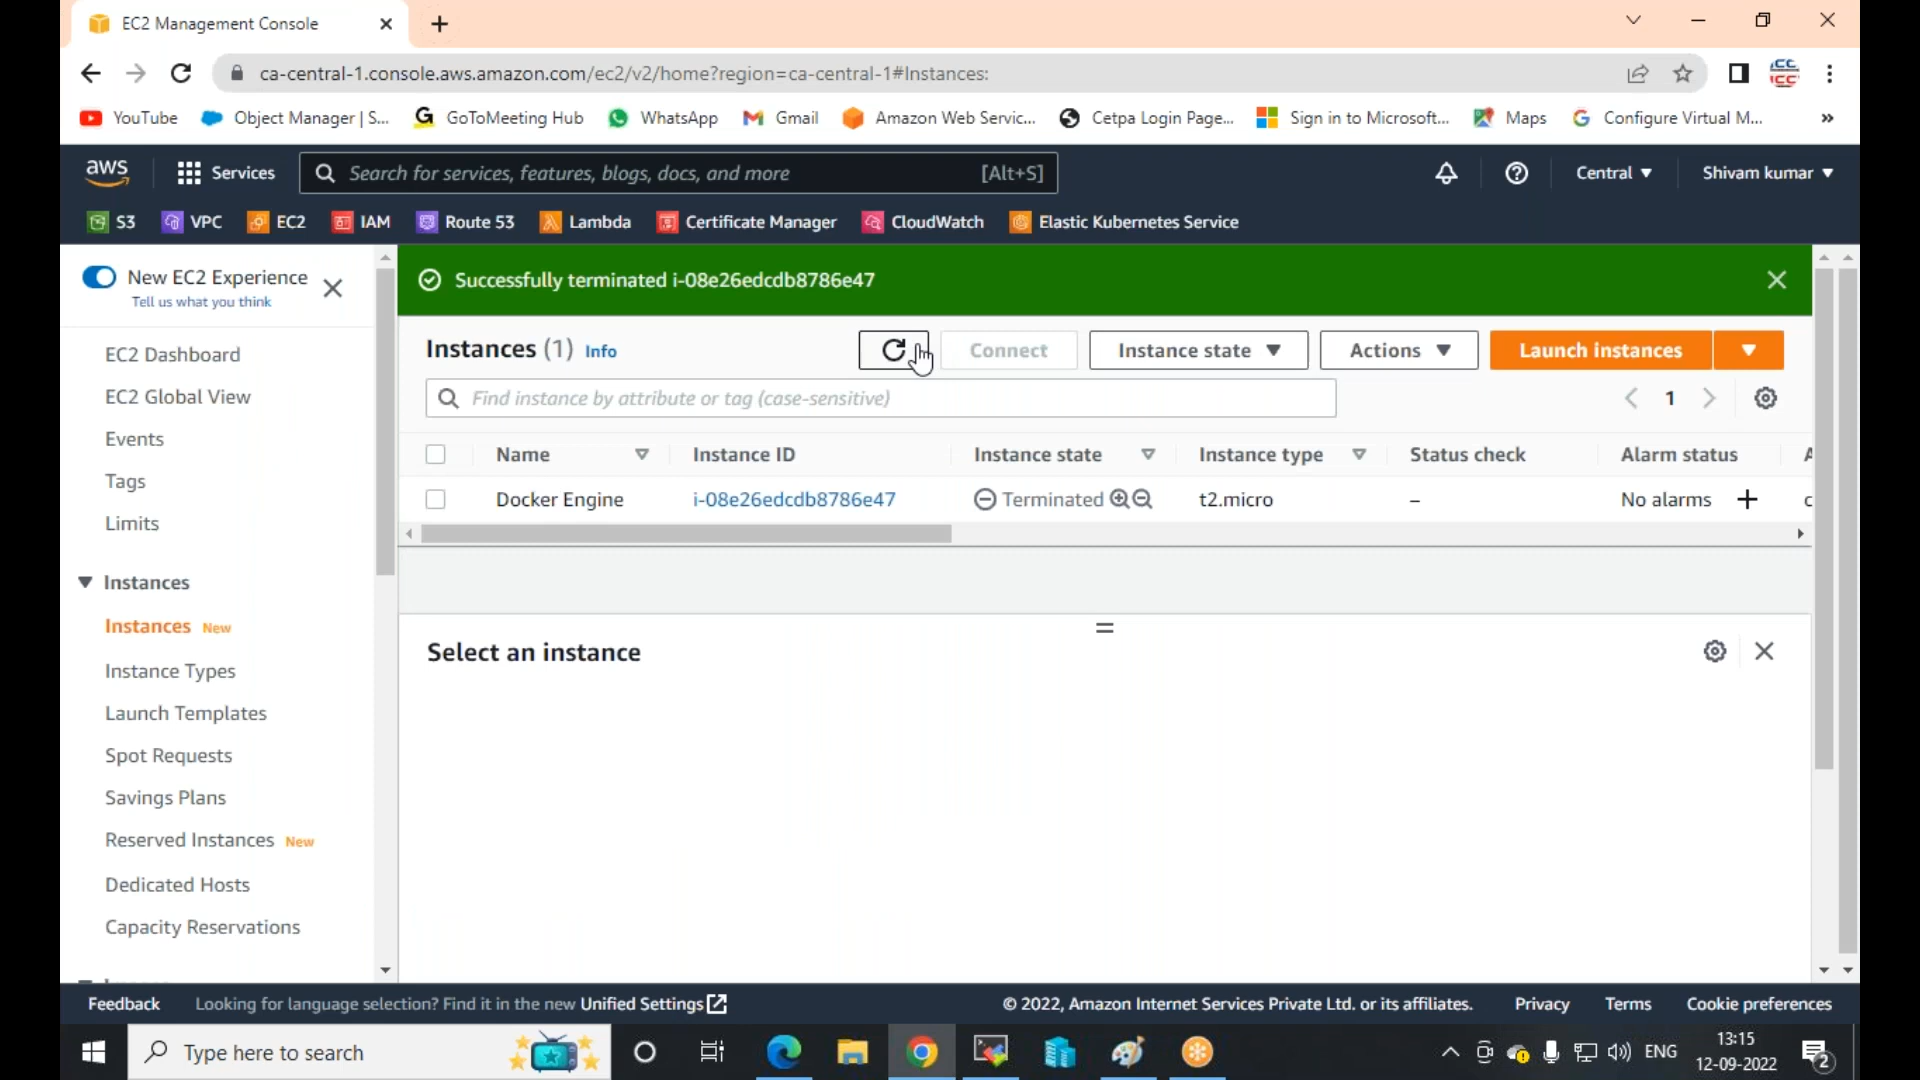 EC2 Management Console
ca-central-1.console.aws.amazon.com/ec2/v2/home?region=ca-central-1#Instances:
YouTube
Object Manager | S...
GoToMeeting Hub
WhatsApp
Gmail
Amazon Web Servic...
Cetpa Login Page...
Sign in to Microsoft...
Maps
Configure Virtual M...
»
aws
Services
Search for services, features, blogs, docs, and more [Alt+S]
Central
Shivam kumar
S3
VPC
EC2
IAM
Route 53
Lambda
Certificate Manager
CloudWatch
Elastic Kubernetes Service
New EC2 Experience
Tell us what you think
EC2 Dashboard
EC2 Global View
Events
Tags
Limits
Instances
Instances New
Instance Types
Launch Templates
Spot Requests
Savings Plans
Reserved Instances New
Dedicated Hosts
Capacity Reservations
Successfully terminated i-08e26edcdb8786e47
Instances (1) Info
Connect
Instance state
Actions
Launch instances
Find instance by attribute or tag (case-sensitive)
1
Name Instance ID Instance state Instance type Status check Alarm status
Docker Engine i-08e26edcdb8786e47 Terminated t2.micro – No alarms
Select an instance
Feedback
Looking for language selection? Find it in the new Unified Settings
© 2022, Amazon Internet Services Private Ltd. or its affiliates.
Privacy
Terms
Cookie preferences
Type here to search
ENG
13:15
12-09-2022
2